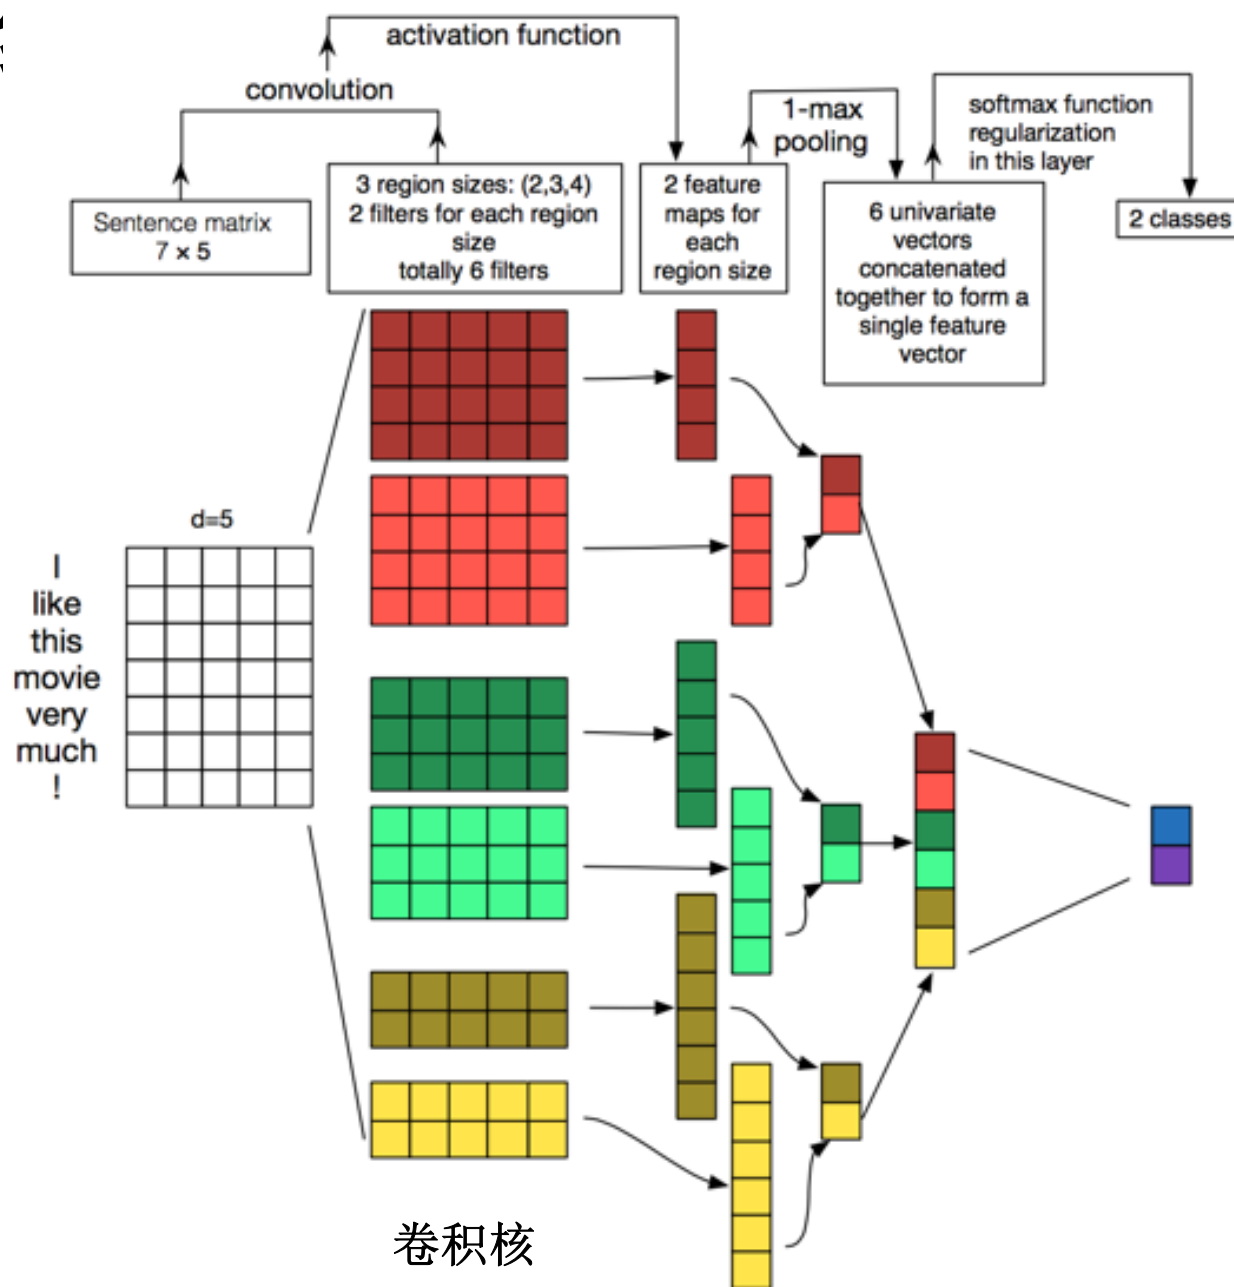 activation function
convolution
1-max
pooling
softmax function
regularization
in this layer
Sentence matrix
7 × 5
3 region sizes: (2,3,4)
2 filters for each region
size
totally 6 filters
2 feature
maps for
each
region size
6 univariate
vectors
concatenated
together to form a
single feature
vector
2 classes
d=5
I
like
this
movie
very
much
!
卷积核